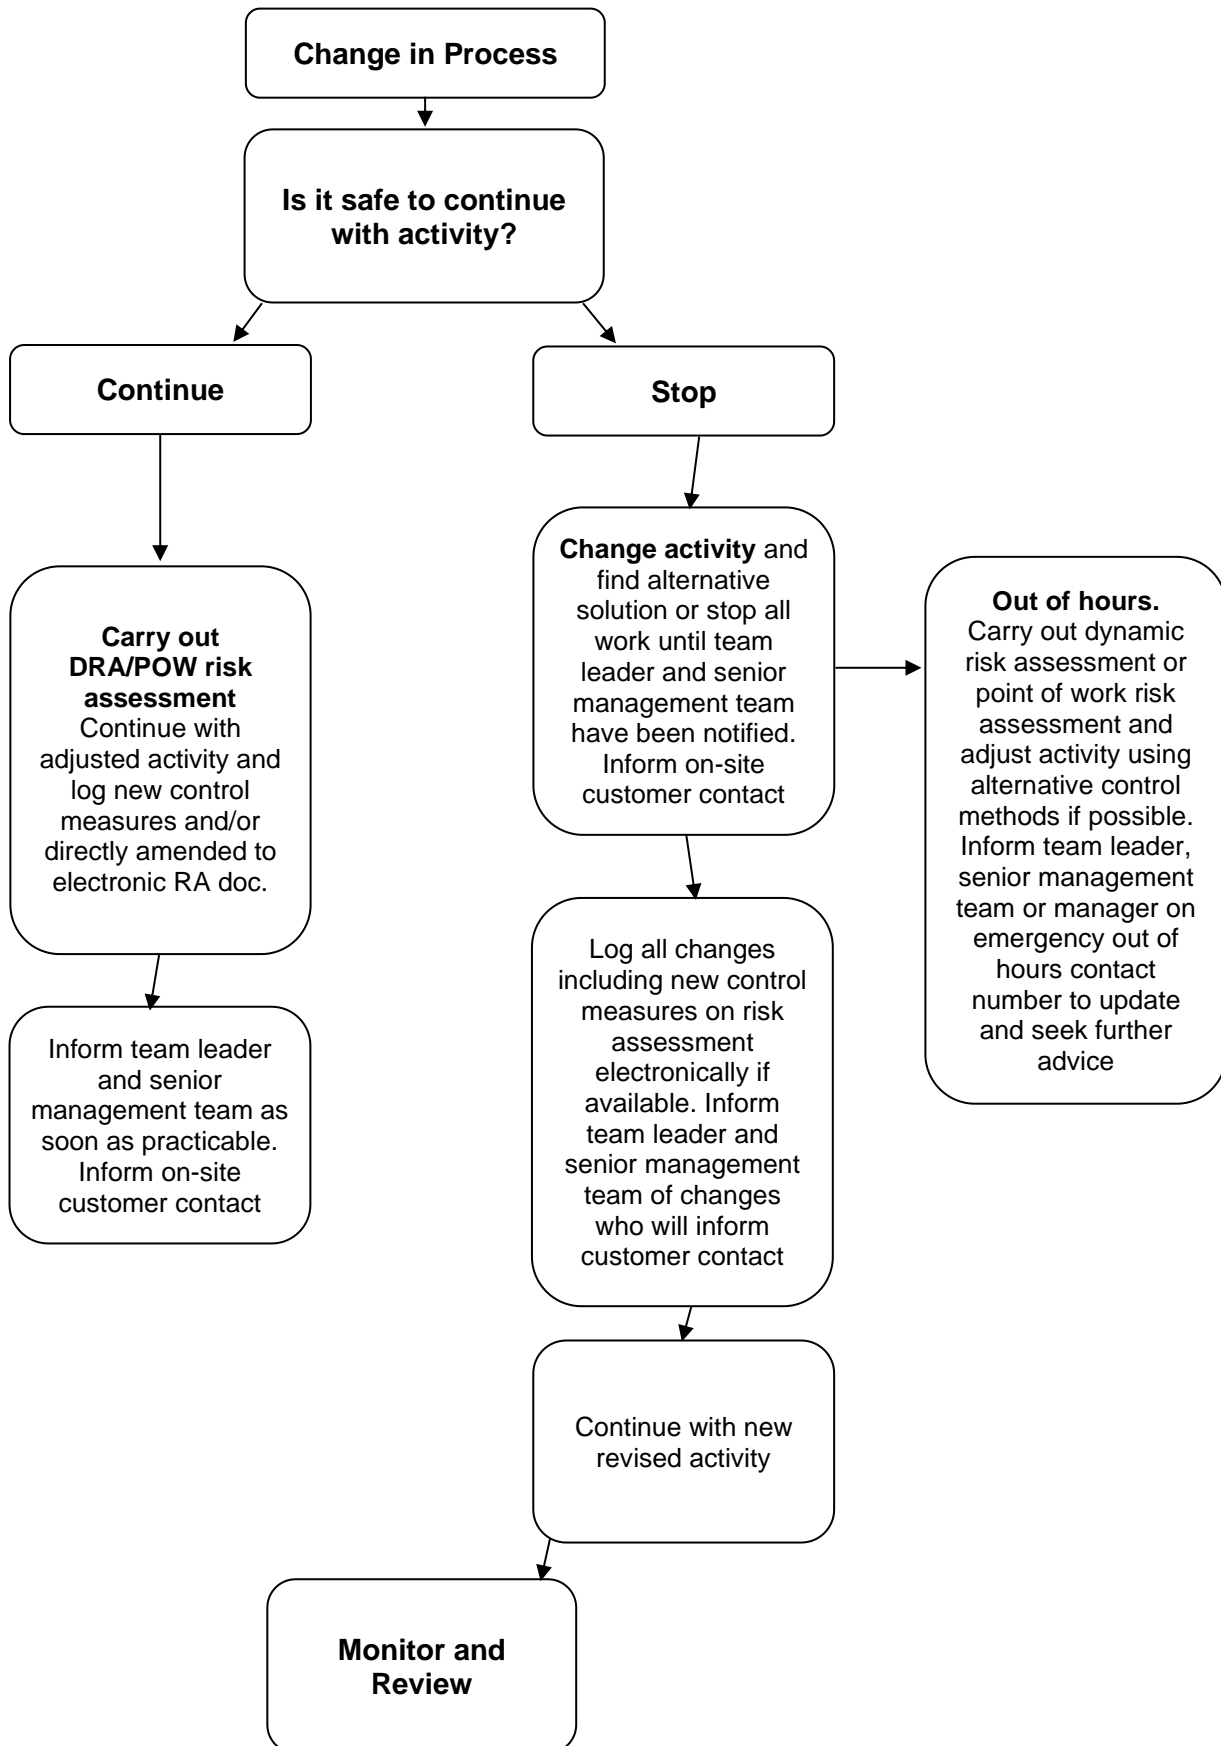 Change in Process
Is it safe to continue
with activity?
Continue
Stop
Carry out
DRA/POW risk
assessment
Continue with
adjusted activity and
log new control
measures and/or
directly amended to
electronic RA doc.
Inform team leader
and senior
management team as
soon as practicable.
Inform on-site
customer contact
Change activity and
find alternative
solution or stop all
work until team
leader and senior
management team
have been notified.
Inform on-site
customer contact
Out of hours.
Carry out dynamic
risk assessment or
point of work risk
assessment and
adjust activity using
alternative control
methods if possible.
Inform team leader,
senior management
team or manager on
emergency out of
hours contact
number to update
and seek further
advice
Log all changes
including new control
measures on risk
assessment
electronically if
available. Inform
team leader and
senior management
team of changes
who will inform
customer contact
Continue with new
revised activity
Monitor and
Review